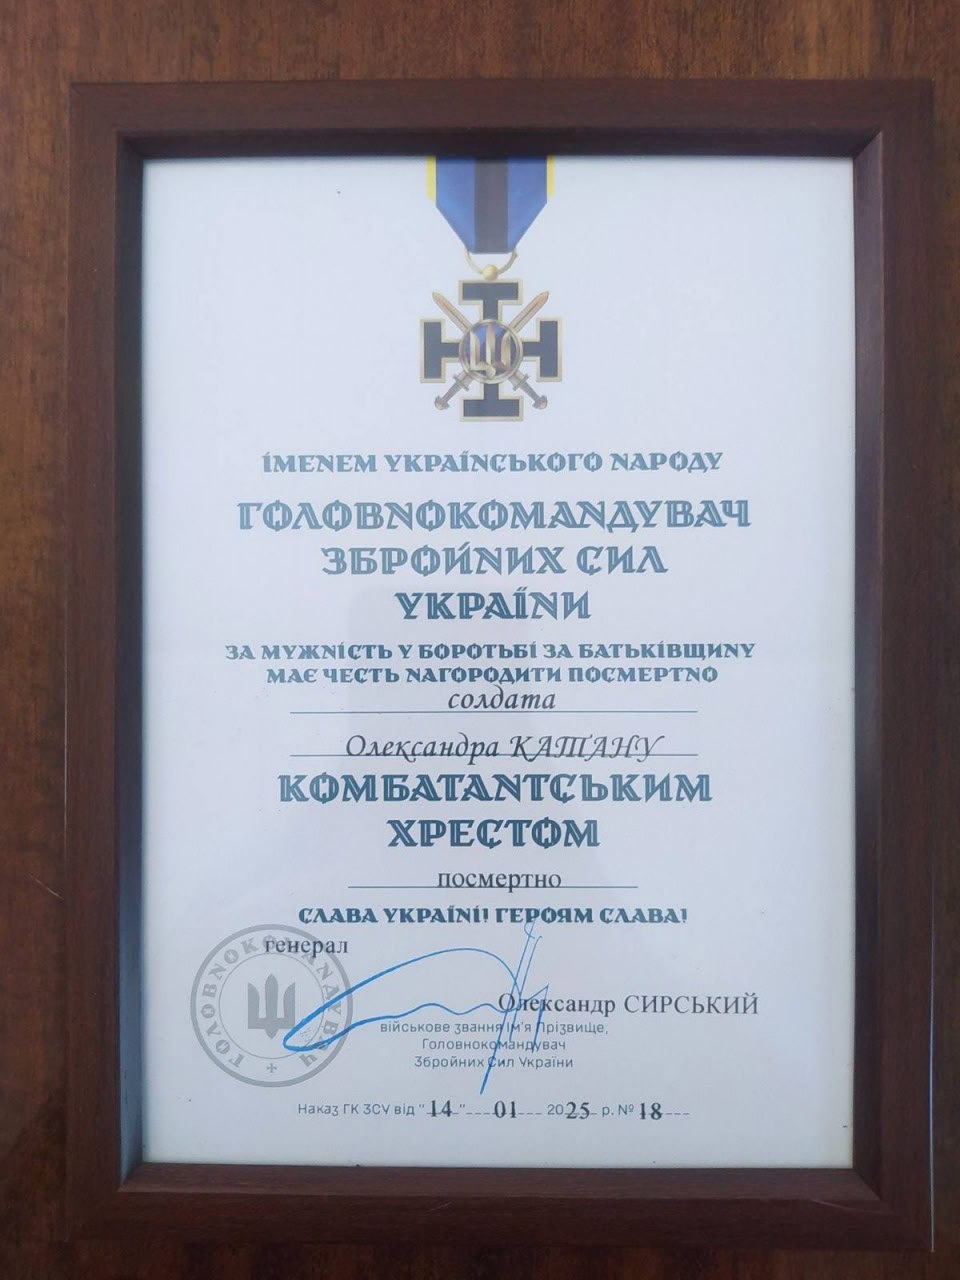 ІМЕНЕМ УКРАЇНСЬКОГО НАРОДУ
ГОЛОВНОКОМАНДУВАЧ
ЗБРОЙНИХ СИЛ
УКРАЇНИ
ЗА МУЖНІСТЬ У БОРОТЬБІ ЗА БАТЬКІВЩИНУ
МАЄ ЧЕСТЬ НАГОРОДИТИ ПОСМЕРТНО
солдата
Олександра КАТАНУ
КОМБАТАНТСЬКИМ
ХРЕСТОМ
посмертно
СЛАВА УКРАЇНІ! ГЕРОЯМ СЛАВА!
генерал
ГОЛОВНОКОМАНДУВАЧ
Олександр СИРСЬКИЙ
військове звання Ім'я Прізвище,
Головнокомандувач
Збройних Сил України
Наказ ГК ЗСУ від "14" 01 2025 р. № 18